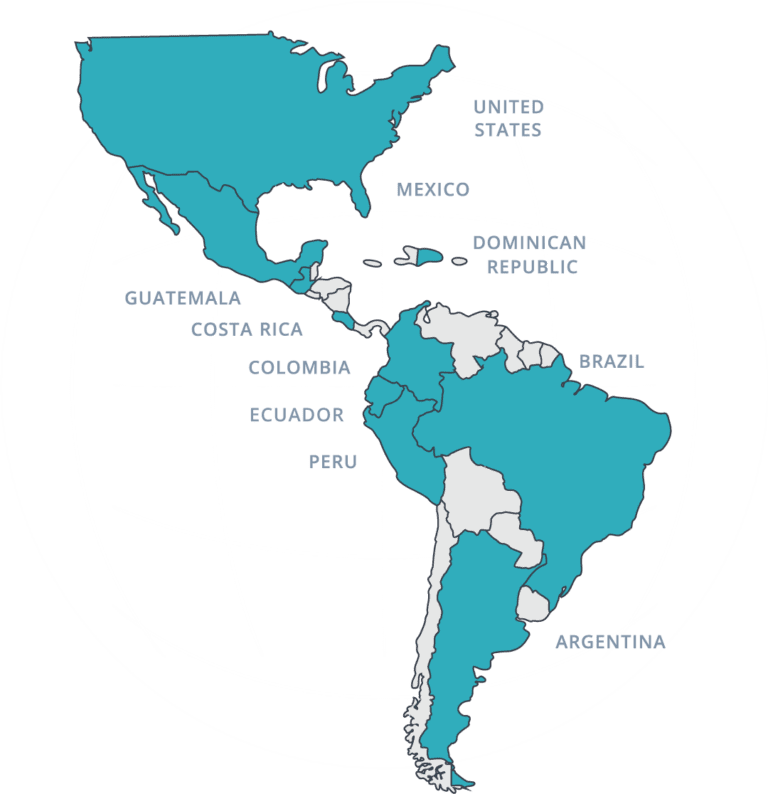 UNITED
STATES
MEXICO
DOMINICAN
REPUBLIC
GUATEMALA
COSTA RICA
COLOMBIA
BRAZIL
ECUADOR
PERU
ARGENTINA